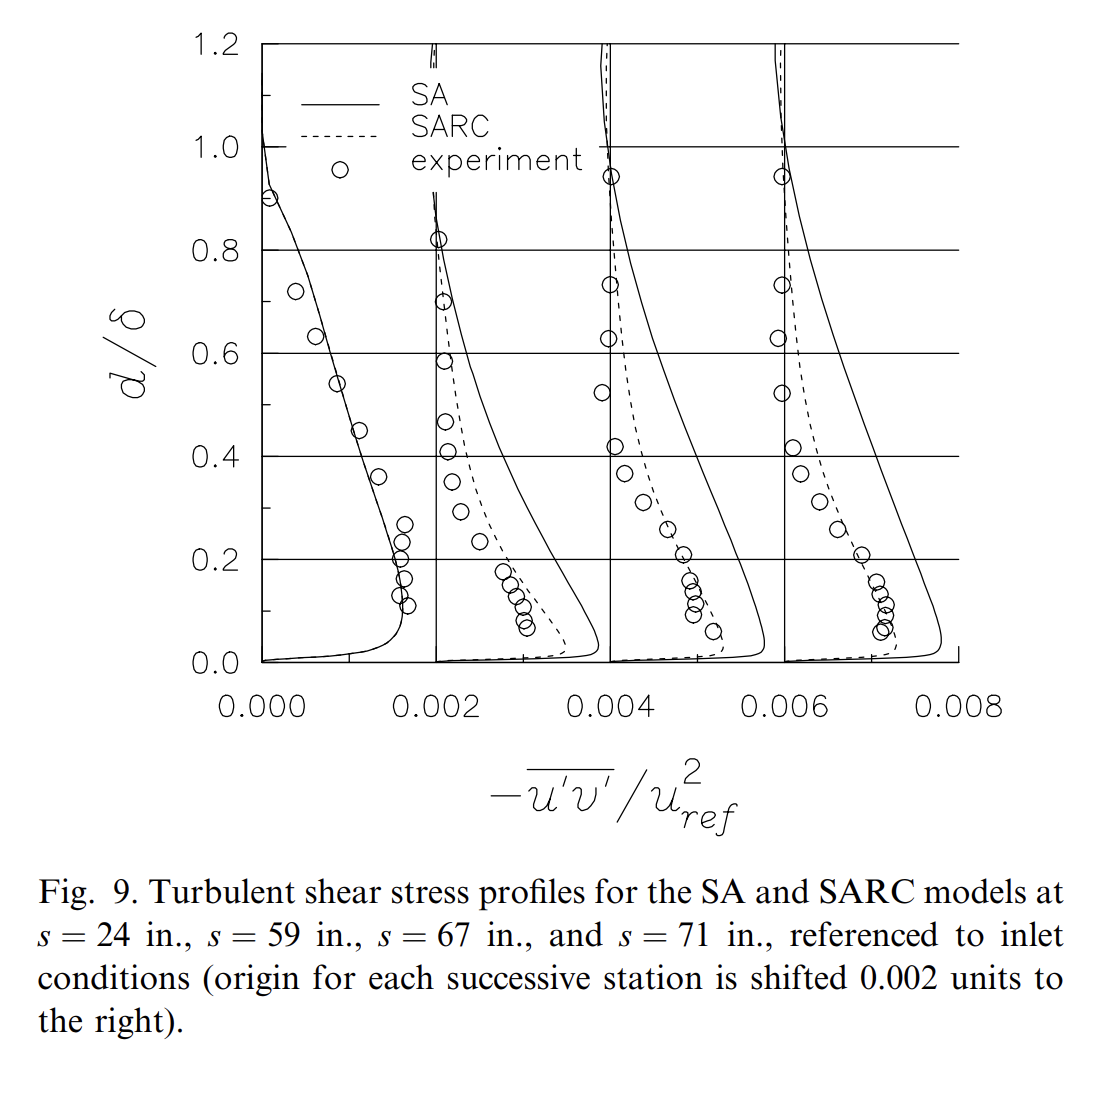 1.2
SA
SARC
1.0
experiment
0.8
d/δ
0.6
0.4
0.2
0.0
0.000 0.002 0.004 0.006 0.008
−u'v'/u²ref
Fig. 9. Turbulent shear stress profiles for the SA and SARC models at
s = 24 in., s = 59 in., s = 67 in., and s = 71 in., referenced to inlet
conditions (origin for each successive station is shifted 0.002 units to
the right).